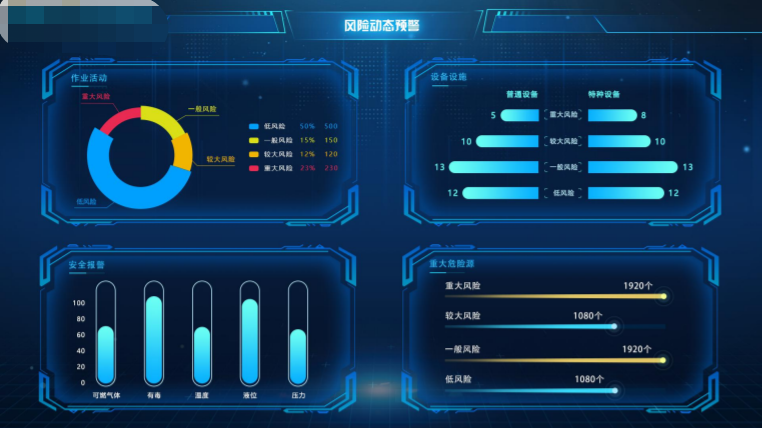 风险动态预警
作业活动
重大风险
一般风险
较大风险
低风险
低风险 50% 500
一般风险 15% 150
较大风险 12% 120
重大风险 23% 230
设备设施
普通设备 特种设备
5 重大风险 8
10 较大风险 10
13 一般风险 13
12 低风险 12
安全报警
100
80
60
40
20
0
可燃气体 有毒 温度 液位 压力
重大危险源
重大风险 1920个
较大风险 1080个
一般风险 1920个
低风险 1080个